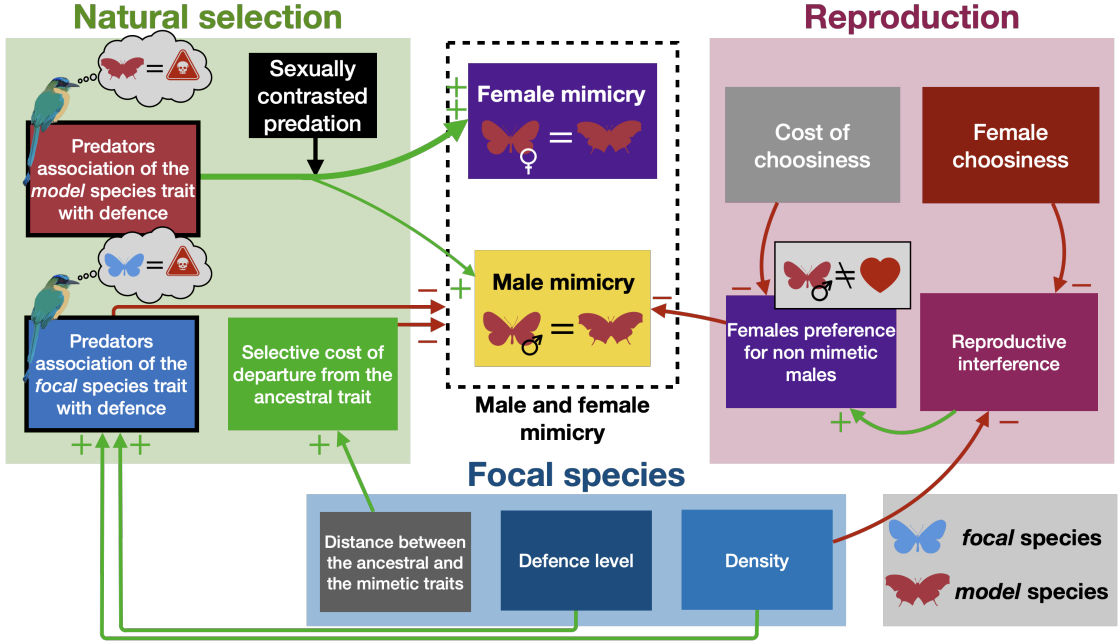 Natural selection
Reproduction
=
Sexually
contrasted
predation
Predators
association of the
model species trait
with defence
=
Predators
association of the
focal species trait
with defence
+
+
Selective cost of
departure from the
ancestral trait
+
+
+
Female mimicry
♀
=
+
Male mimicry
♂
=
−
−
−
Male and female
mimicry
Cost of
choosiness
Female
choosiness
−
−
♂
≠
Females preference
for non mimetic
males
+
Reproductive
interference
−
Focal species
Distance between
the ancestral and
the mimetic traits
Defence level
Density
focal species
model species